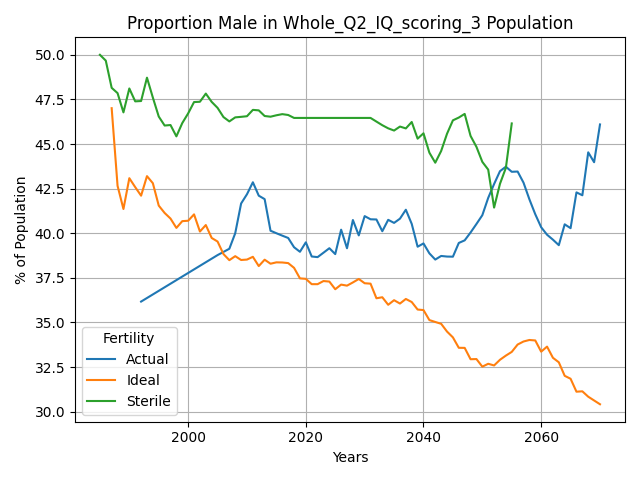 Proportion Male in Whole_Q2_IQ_scoring_3 Population
% of Population
50.0
47.5
45.0
42.5
40.0
37.5
35.0
32.5
30.0
Fertility
Actual
Ideal
Sterile
2000
2020
2040
2060
Years